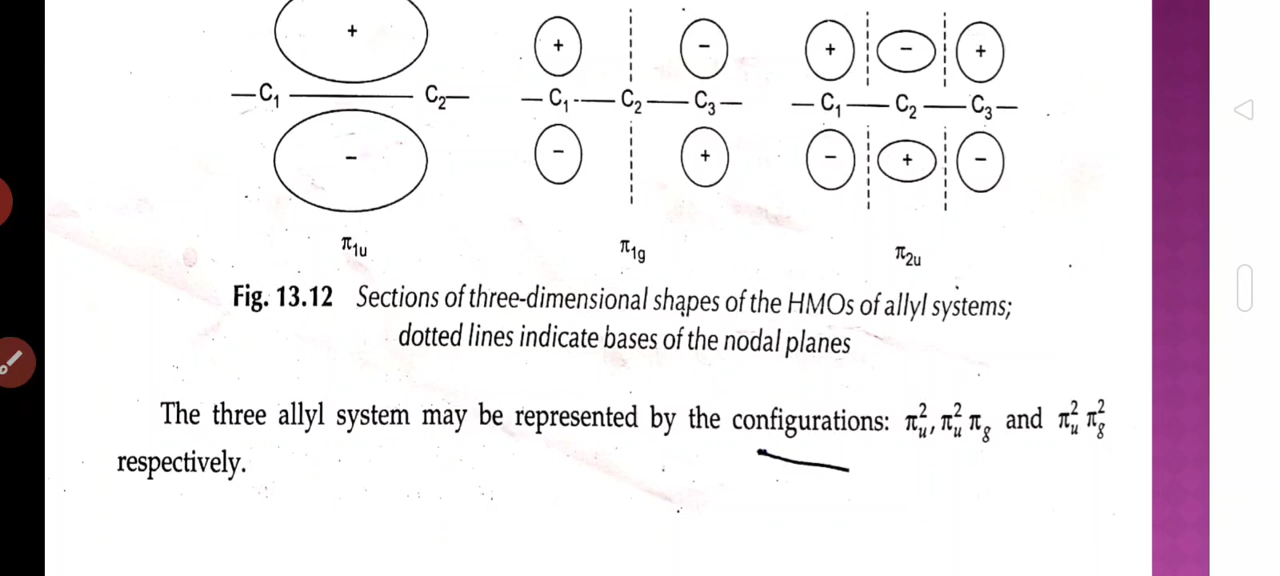 + + − + − +
—C₁ ——— C₂— — C₁ -—— C₂ —— C₃ — — C₁ —— C₂ —— C₃ —
− − + − + −
π₁u π₁g π₂u
Fig. 13.12 Sections of three-dimensional shapes of the HMOs of allyl systems;
dotted lines indicate bases of the nodal planes
The three allyl system may be represented by the configurations: πᵤ², πᵤ² π_g and πᵤ² π_g²
respectively.